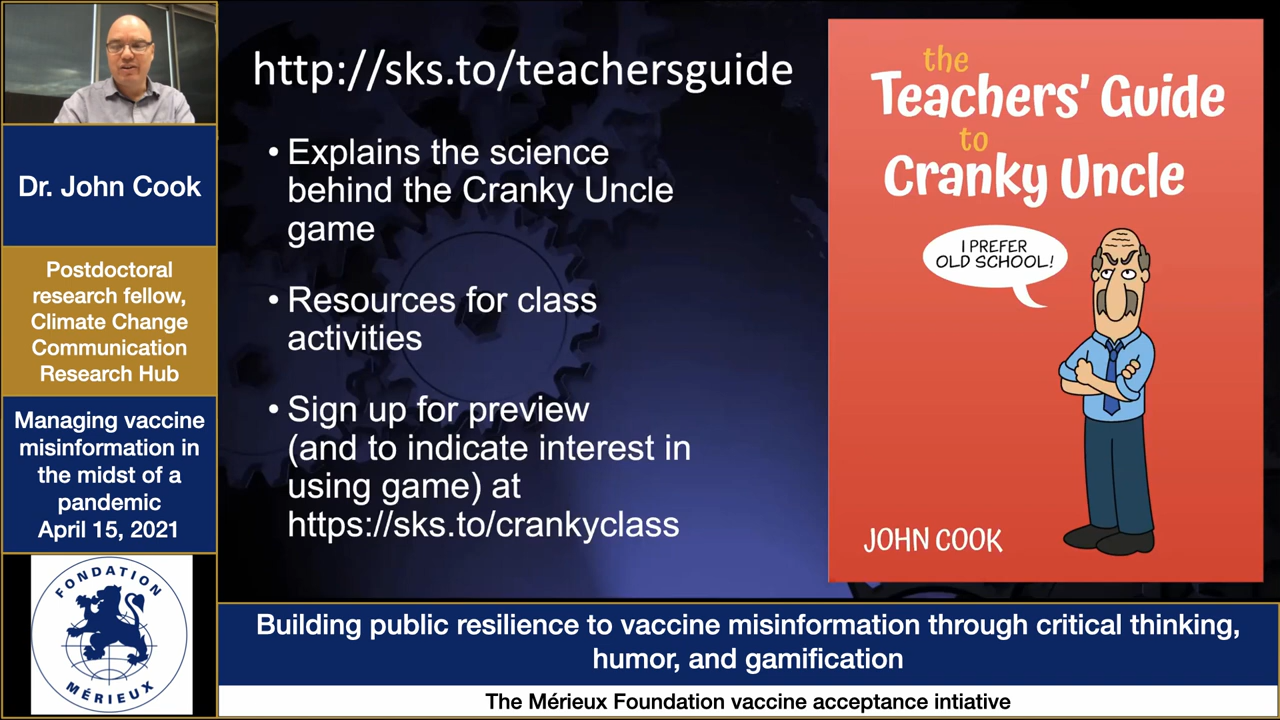 Dr. John Cook
Postdoctoral
research fellow,
Climate Change
Communication
Research Hub
Managing vaccine
misinformation in
the midst of a
pandemic
April 15, 2021
FONDATION
MÉRIEUX
http://sks.to/teachersguide
• Explains the science
behind the Cranky Uncle
game
• Resources for class
activities
• Sign up for preview
(and to indicate interest in
using game) at
https://sks.to/crankyclass
the
Teachers' Guide
to
Cranky Uncle
I PREFER
OLD SCHOOL!
JOHN COOK
Building public resilience to vaccine misinformation through critical thinking,
humor, and gamification
The Mérieux Foundation vaccine acceptance intiative